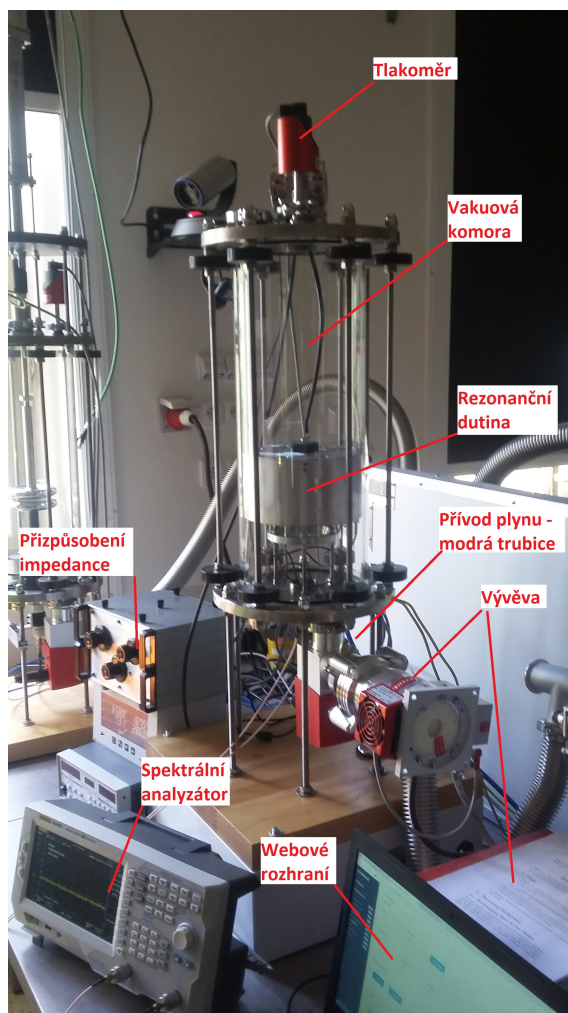 Tlakoměr
Vakuová
komora
Rezonanční
dutina
Přívod plynu -
modrá trubice
Přizpůsobení
impedance
Vývěva
Spektrální
analyzátor
Webové
rozhraní